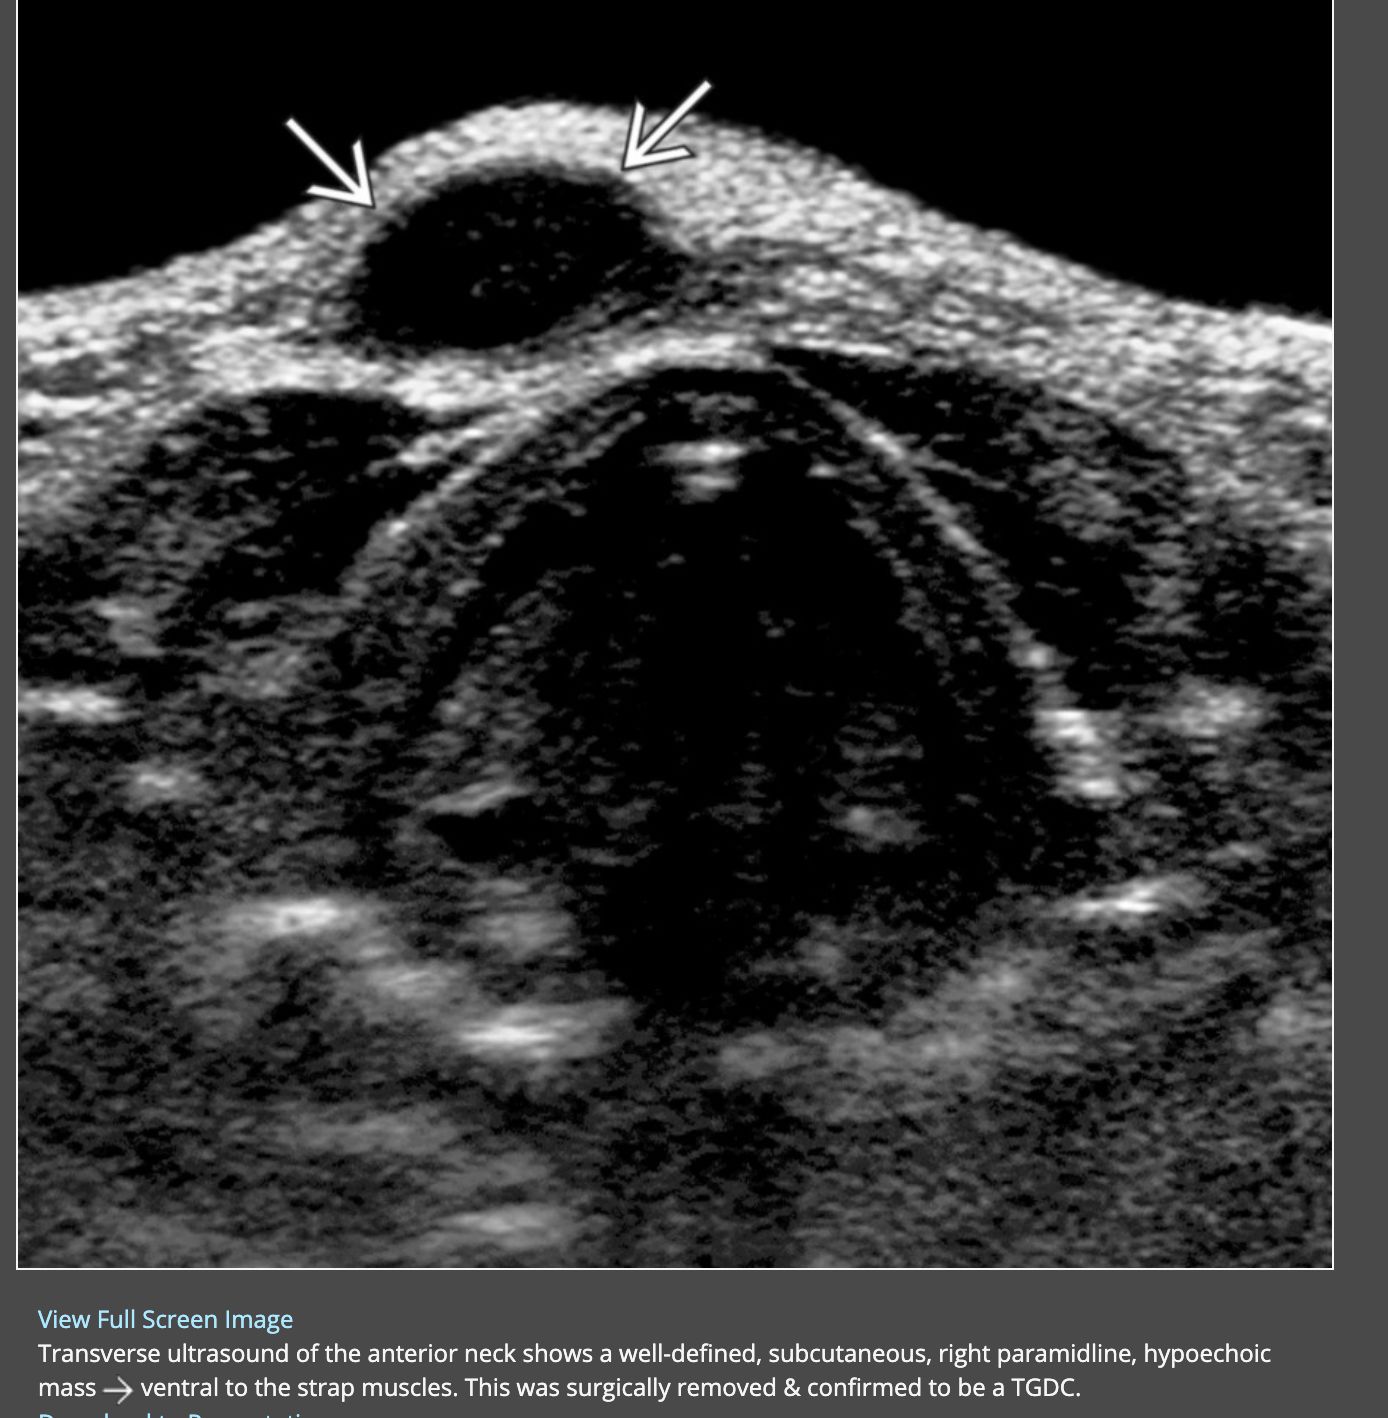 View Full Screen Image
Transverse ultrasound of the anterior neck shows a well-defined, subcutaneous, right paramidline, hypoechoic
mass → ventral to the strap muscles. This was surgically removed & confirmed to be a TGDC.